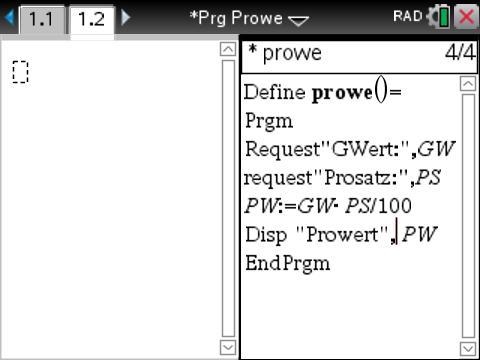 1.1 1.2 *Prg Prowe RAD
* prowe 4/4
Define prowe()=
Prgm
Request"GWert:",GW
request"Prosatz:",PS
PW:=GW· PS/100
Disp "Prowert", PW
EndPrgm